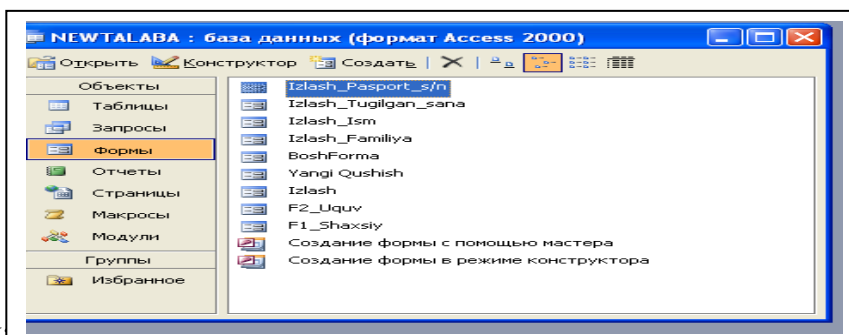 NEWTALABA : база данных (формат Access 2000)
Открыть Конструктор Создать
Объекты
Таблицы
Запросы
Формы
Отчеты
Страницы
Макросы
Модули
Группы
Избранное
Izlash_Pasport_s/n
Izlash_Tugilgan_sana
Izlash_Ism
Izlash_Familiya
BoshForma
Yangi Qushish
Izlash
F2_Uquv
F1_Shaxsiy
Создание формы с помощью мастера
Создание формы в режиме конструктора